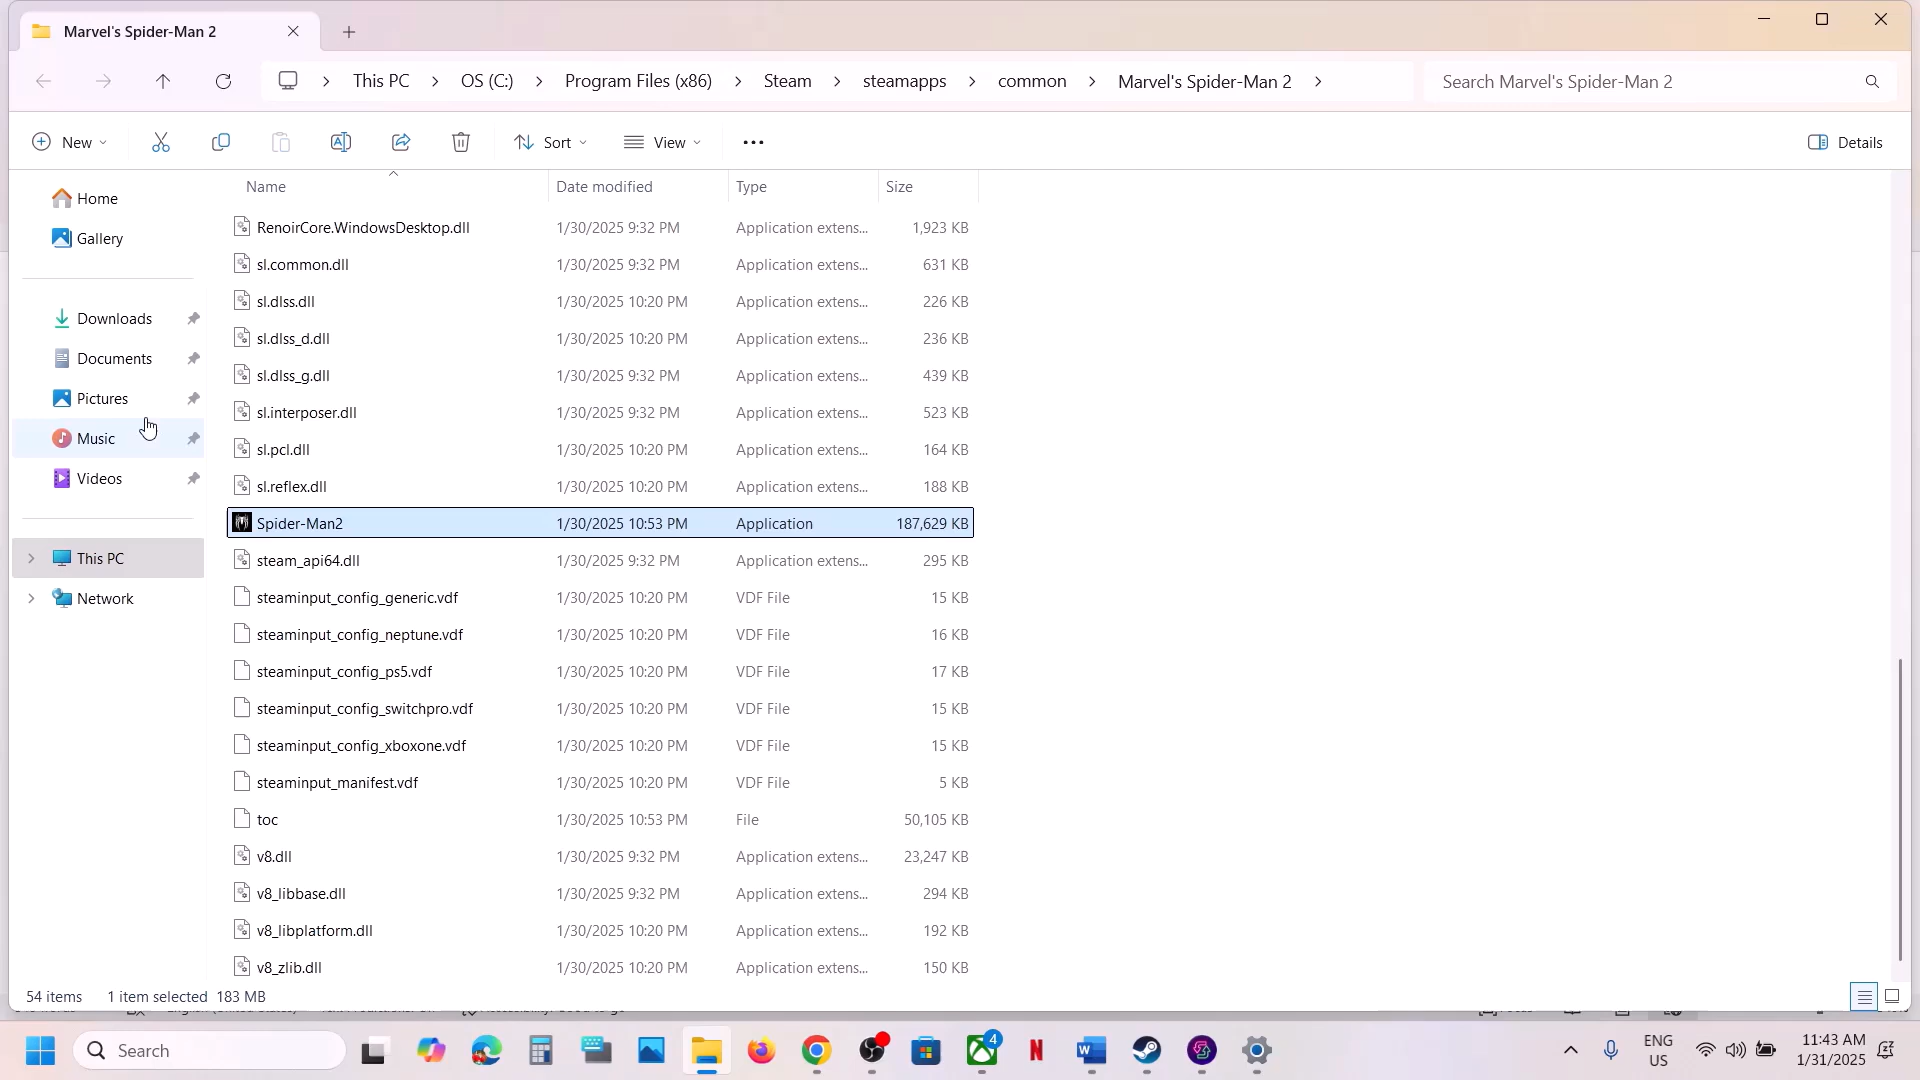 Marvel's Spider-Man 2
This PC > OS (C:) > Program Files (x86) > Steam > steamapps > common > Marvel's Spider-Man 2 >
Search Marvel's Spider-Man 2
New
Sort
View
Details
Name Date modified Type Size
Home
Gallery
Downloads
Documents
Pictures
Music
Videos
This PC
Network
RenoirCore.WindowsDesktop.dll 1/30/2025 9:32 PM Application extens... 1,923 KB
sl.common.dll 1/30/2025 9:32 PM Application extens... 631 KB
sl.dlss.dll 1/30/2025 10:20 PM Application extens... 226 KB
sl.dlss_d.dll 1/30/2025 10:20 PM Application extens... 236 KB
sl.dlss_g.dll 1/30/2025 9:32 PM Application extens... 439 KB
sl.interposer.dll 1/30/2025 9:32 PM Application extens... 523 KB
sl.pcl.dll 1/30/2025 10:20 PM Application extens... 164 KB
sl.reflex.dll 1/30/2025 10:20 PM Application extens... 188 KB
Spider-Man2 1/30/2025 10:53 PM Application 187,629 KB
steam_api64.dll 1/30/2025 9:32 PM Application extens... 295 KB
steaminput_config_generic.vdf 1/30/2025 10:20 PM VDF File 15 KB
steaminput_config_neptune.vdf 1/30/2025 10:20 PM VDF File 16 KB
steaminput_config_ps5.vdf 1/30/2025 10:20 PM VDF File 17 KB
steaminput_config_switchpro.vdf 1/30/2025 10:20 PM VDF File 15 KB
steaminput_config_xboxone.vdf 1/30/2025 10:20 PM VDF File 15 KB
steaminput_manifest.vdf 1/30/2025 10:20 PM VDF File 5 KB
toc 1/30/2025 10:53 PM File 50,105 KB
v8.dll 1/30/2025 9:32 PM Application extens... 23,247 KB
v8_libbase.dll 1/30/2025 9:32 PM Application extens... 294 KB
v8_libplatform.dll 1/30/2025 10:20 PM Application extens... 192 KB
v8_zlib.dll 1/30/2025 10:20 PM Application extens... 150 KB
54 items 1 item selected 183 MB
Search
4
ENG
US
11:43 AM
1/31/2025